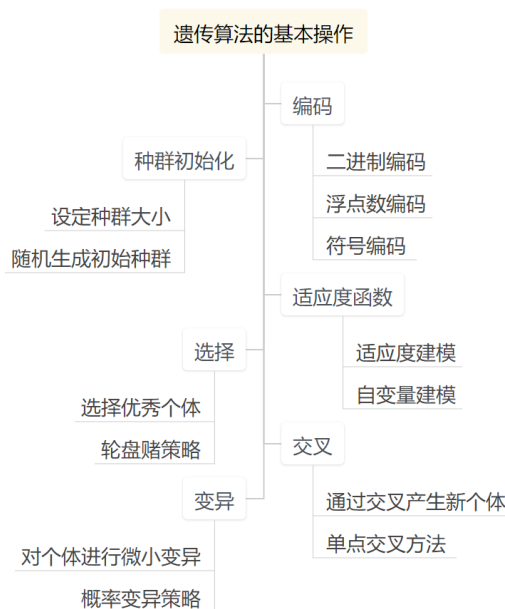 遗传算法的基本操作
编码
二进制编码
浮点数编码
符号编码
种群初始化
设定种群大小
随机生成初始种群
适应度函数
适应度建模
自变量建模
选择
选择优秀个体
轮盘赌策略
交叉
通过交叉产生新个体
单点交叉方法
变异
对个体进行微小变异
概率变异策略